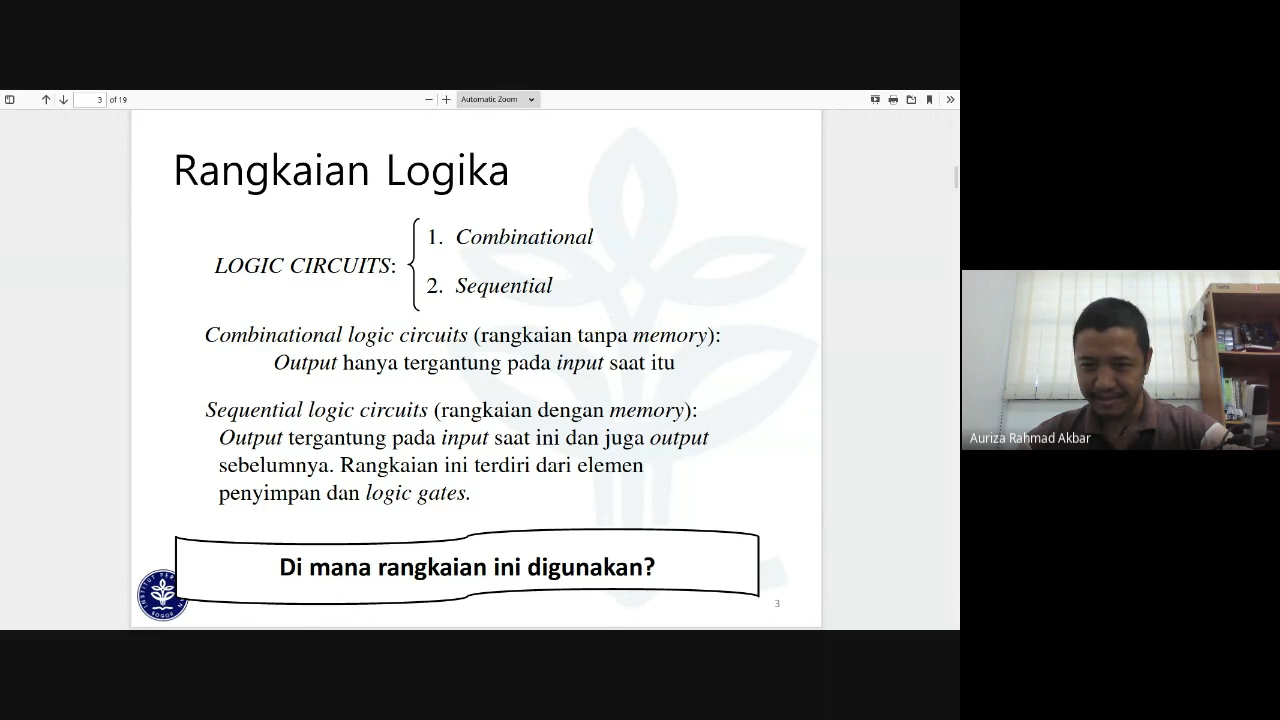 3 of 19
Automatic Zoom
Rangkaian Logika
LOGIC CIRCUITS:
1. Combinational
2. Sequential
Combinational logic circuits (rangkaian tanpa memory):
Output hanya tergantung pada input saat itu
Sequential logic circuits (rangkaian dengan memory):
Output tergantung pada input saat ini dan juga output
sebelumnya. Rangkaian ini terdiri dari elemen
penyimpan dan logic gates.
Di mana rangkaian ini digunakan?
3
Auriza Rahmad Akbar